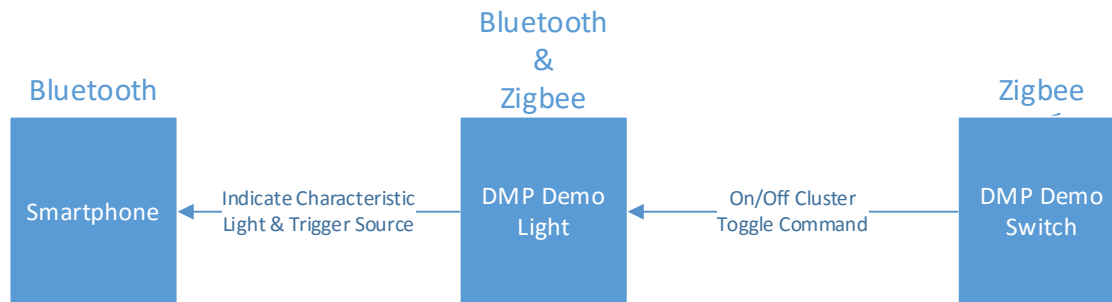 Bluetooth
Smartphone
Indicate Characteristic
Light & Trigger Source
Bluetooth
&
Zigbee
DMP Demo
Light
On/Off Cluster
Toggle Command
Zigbee
DMP Demo
Switch